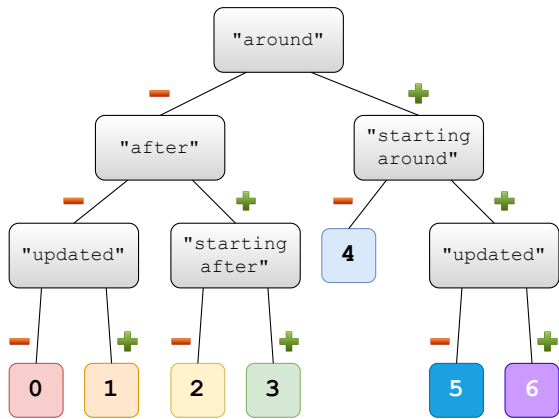 "around"
"after"
"starting
around"
"updated"
"starting
after"
4
"updated"
0
1
2
3
5
6